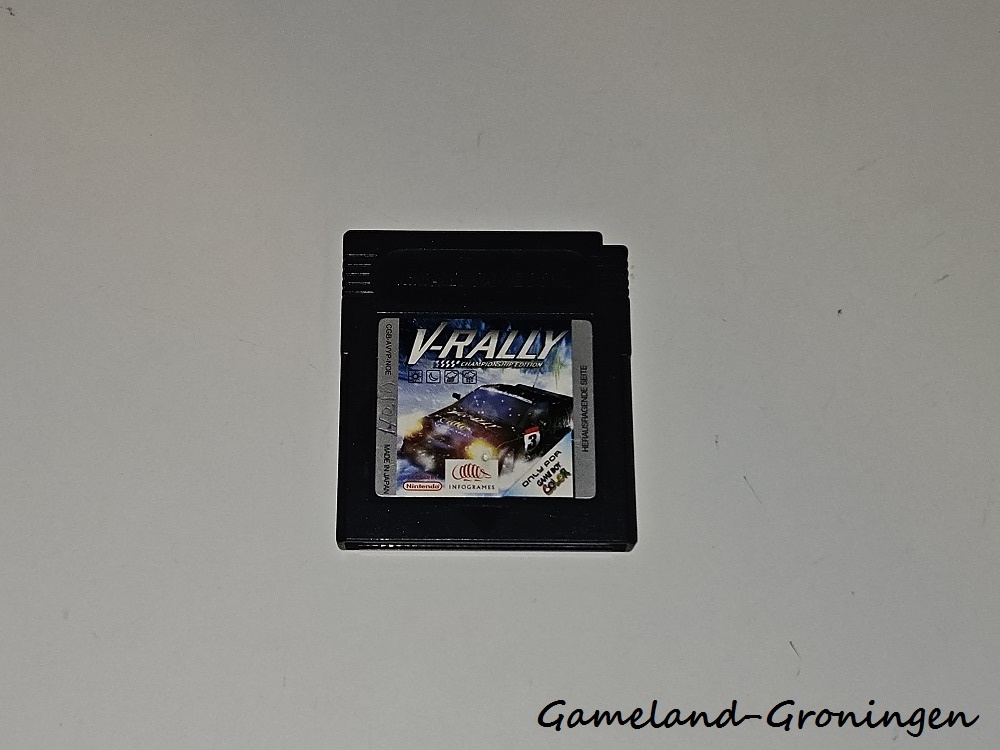 V-RALLY
CHAMPIONSHIP EDITION
CGB-AVYP-NOE
MADE IN JAPAN
HERAUSRAGENDE SEITE
3
Nintendo
INFOGRAMES
ONLY FOR
GAME BOY
COLOR
Gameland-Groningen